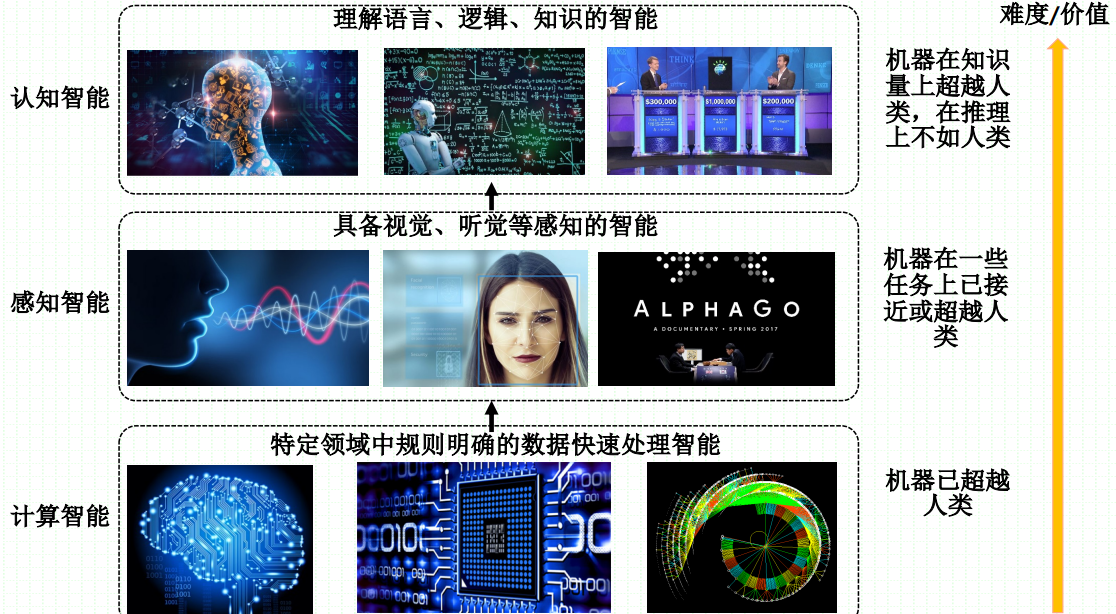 难度/价值
理解语言、逻辑、知识的智能
认知智能
THINK
$300,000
$1,000,000
$200,000
机器在知识
量上超越人
类，在推理
上不如人类
具备视觉、听觉等感知的智能
感知智能
ALPHAGO
A DOCUMENTARY • SPRING 2017
机器在一些
任务上已接
近或超越人
类
特定领域中规则明确的数据快速处理智能
计算智能
机器已超越
人类